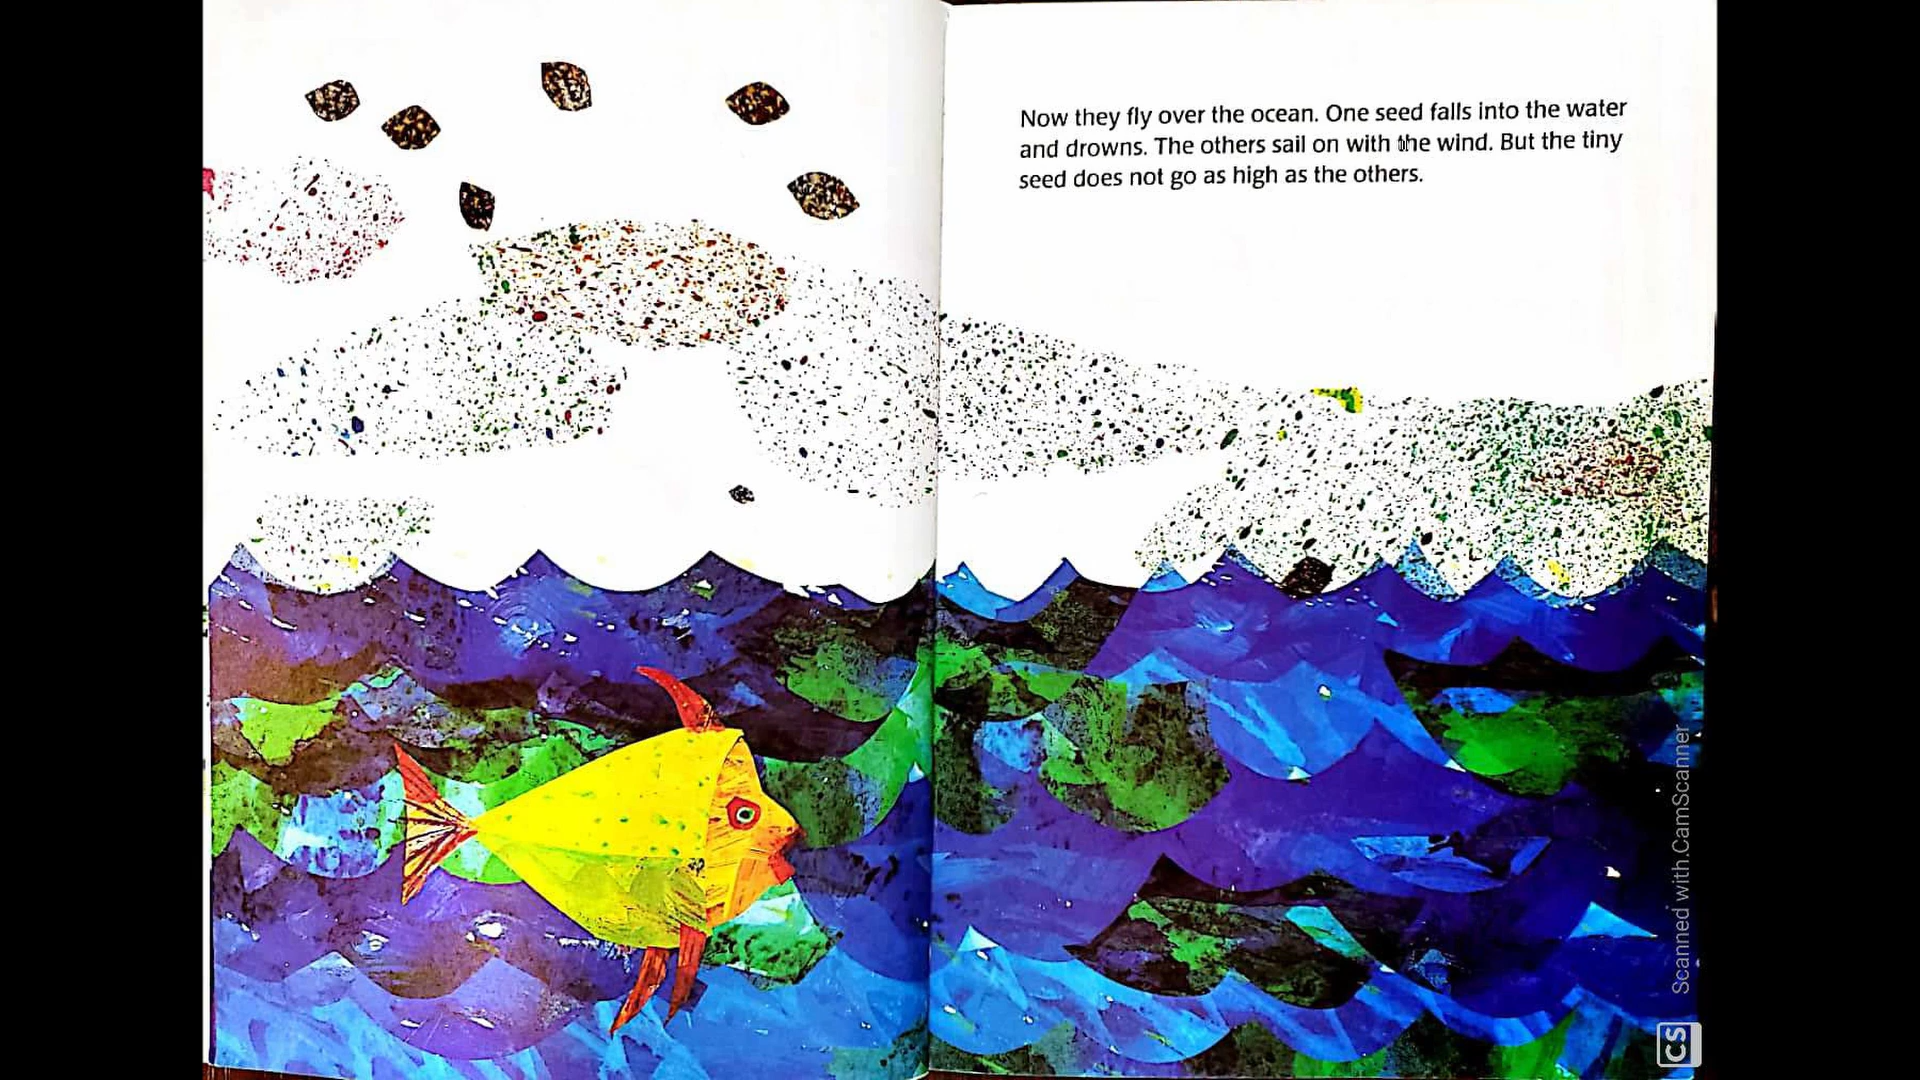 Now they fly over the ocean. One seed falls into the water
and drowns. The others sail on with the wind. But the tiny
seed does not go as high as the others.
Scanned with CamScanner
CS